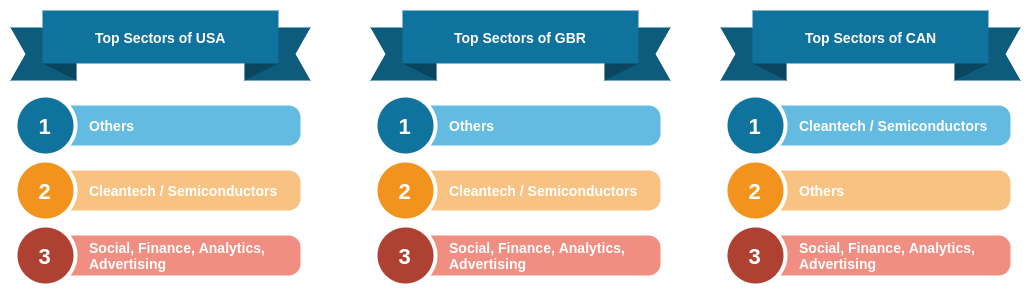 Top Sectors of USA
1
Others
2
Cleantech / Semiconductors
3
Social, Finance, Analytics,
Advertising
Top Sectors of GBR
1
Others
2
Cleantech / Semiconductors
3
Social, Finance, Analytics,
Advertising
Top Sectors of CAN
1
Cleantech / Semiconductors
2
Others
3
Social, Finance, Analytics,
Advertising